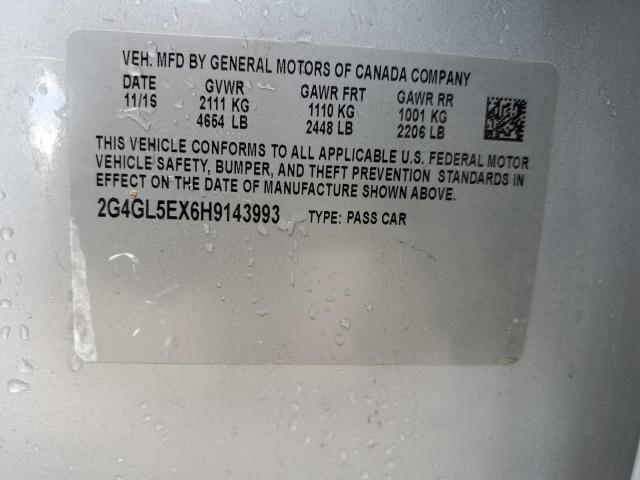 VEH. MFD BY GENERAL MOTORS OF CANADA COMPANY
DATE GVWR GAWR FRT GAWR RR
11/16 2111 KG 1110 KG 1001 KG
4654 LB 2448 LB 2206 LB
THIS VEHICLE CONFORMS TO ALL APPLICABLE U.S. FEDERAL MOTOR
VEHICLE SAFETY, BUMPER, AND THEFT PREVENTION STANDARDS IN
EFFECT ON THE DATE OF MANUFACTURE SHOWN ABOVE.
2G4GL5EX6H9143993 TYPE: PASS CAR